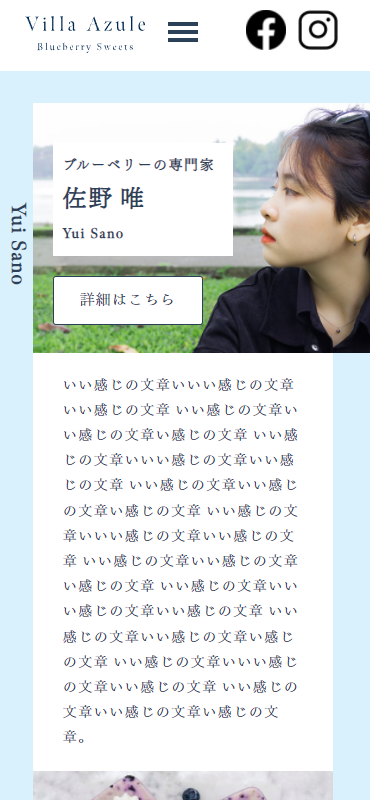 Villa Azule
Blueberry Sweets
ブルーベリーの専門家
佐野 唯
Yui Sano
Yui Sano
詳細はこちら
いい感じの文章いいい感じの文章
いい感じの文章 いい感じの文章い
い感じの文章い感じの文章 いい感
じの文章いいい感じの文章いい感
じの文章 いい感じの文章いい感じ
の文章い感じの文章 いい感じの文
章いいい感じの文章いい感じの文
章 いい感じの文章いい感じの文章
い感じの文章 いい感じの文章いい
い感じの文章いい感じの文章 いい
感じの文章いい感じの文章い感じ
の文章 いい感じの文章いいい感じ
の文章いい感じの文章 いい感じの
文章いい感じの文章い感じの文
章。